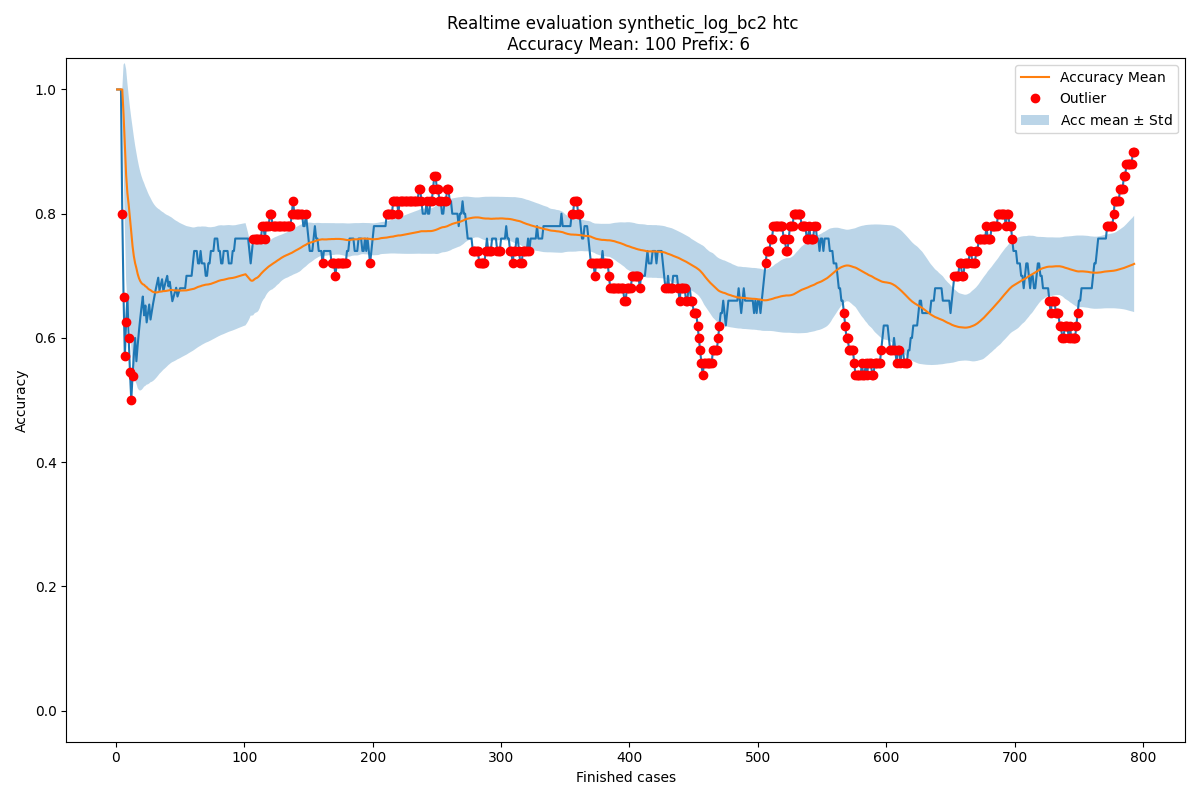 Realtime evaluation synthetic_log_bc2 htc
Accuracy Mean: 100 Prefix: 6
Accuracy Mean
Outlier
Acc mean ± Std
1.0
0.8
0.6
0.4
0.2
0.0
Accuracy
0 100 200 300 400 500 600 700 800
Finished cases